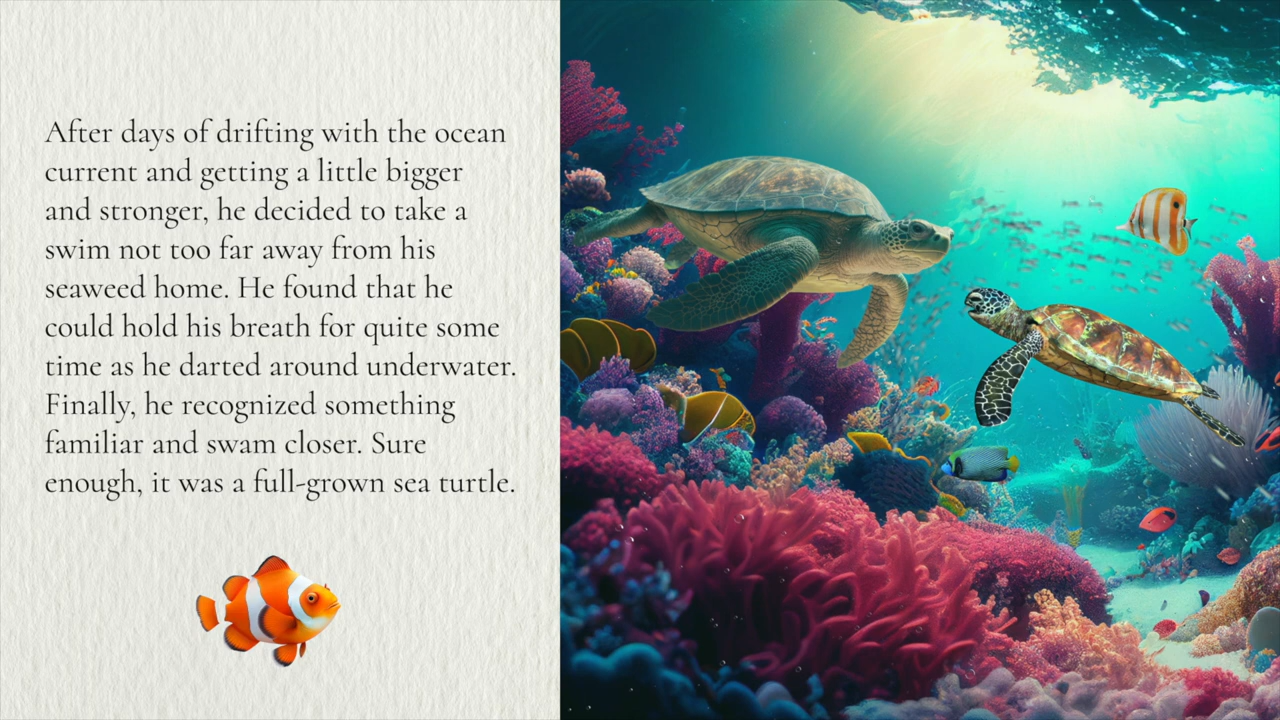 After days of drifting with the ocean
current and getting a little bigger
and stronger, he decided to take a
swim not too far away from his
seaweed home. He found that he
could hold his breath for quite some
time as he darted around underwater.
Finally, he recognized something
familiar and swam closer. Sure
enough, it was a full-grown sea turtle.